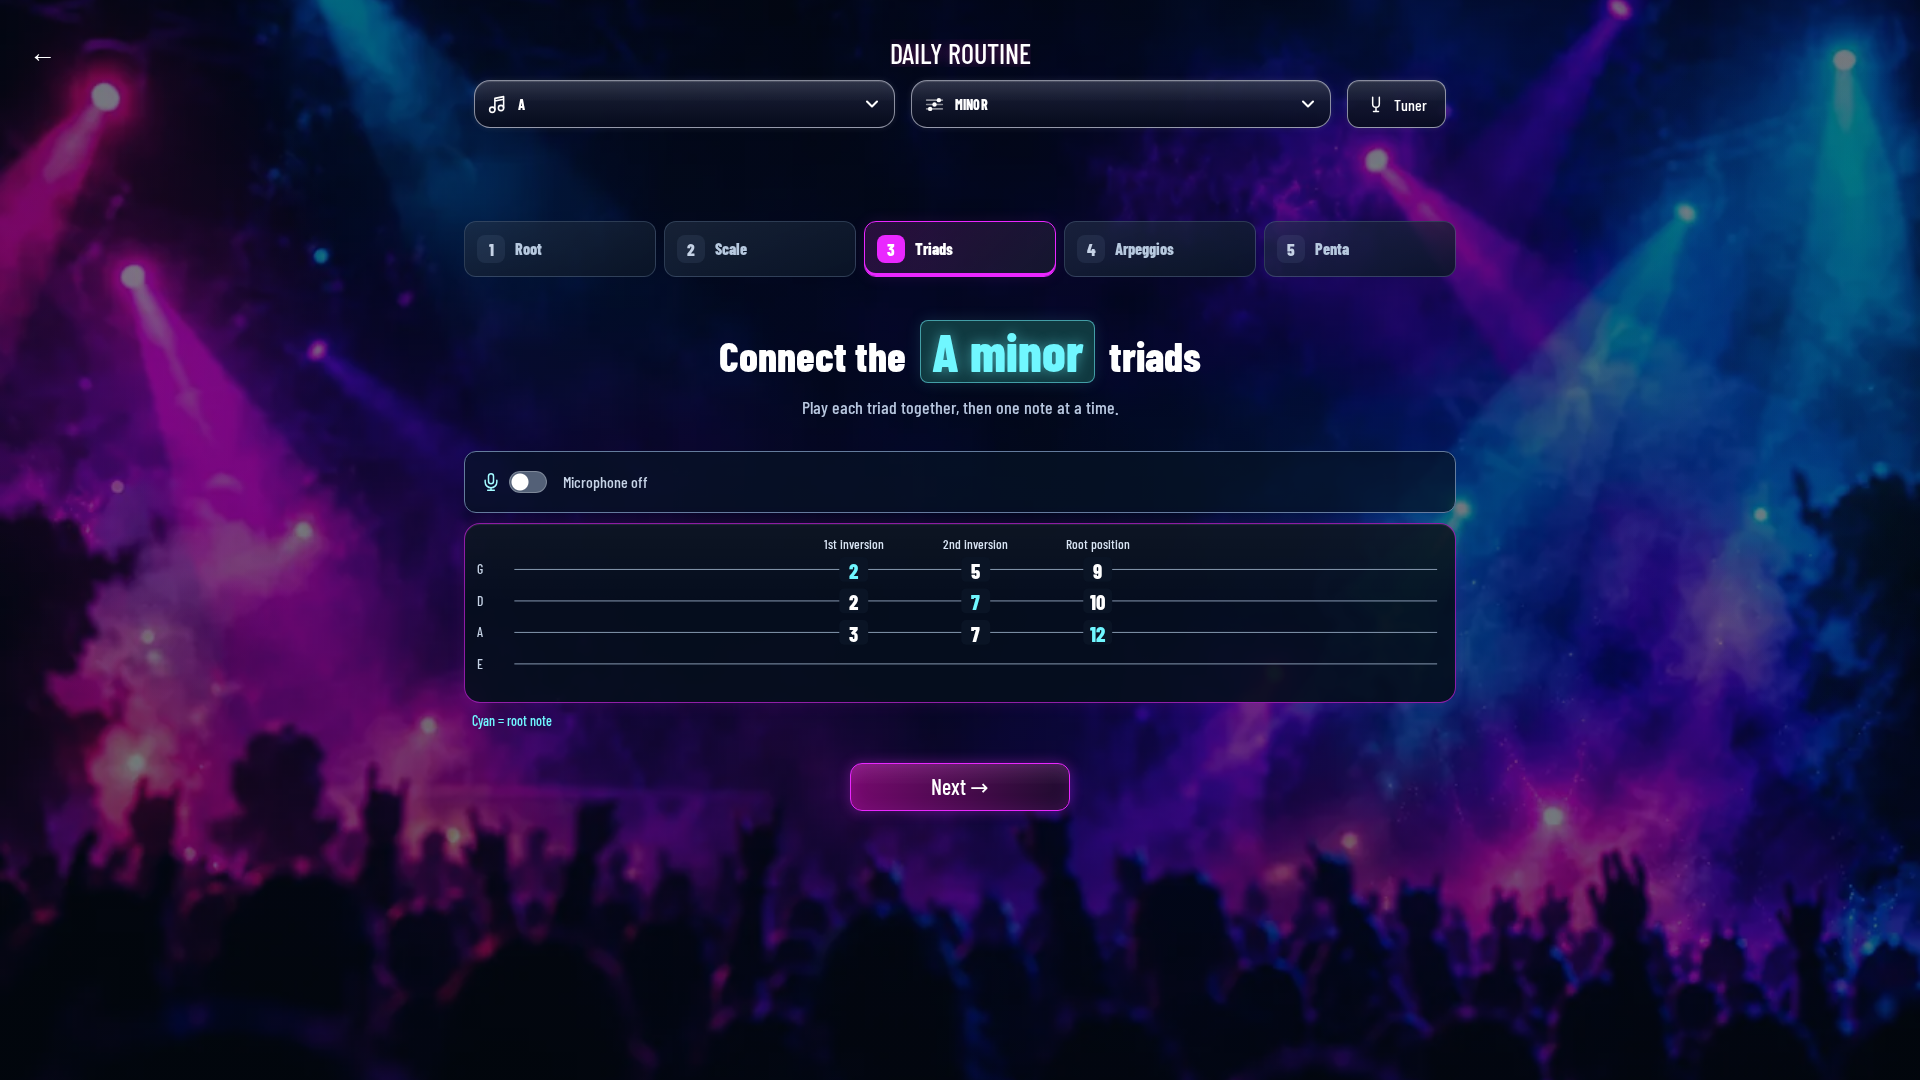 ←
DAILY ROUTINE
A
MINOR
Tuner
1 Root
2 Scale
3 Triads
4 Arpeggios
5 Penta
Connect the A minor triads
Play each triad together, then one note at a time.
Microphone off
1st inversion 2nd inversion Root position
G 2 5 9
D 2 7 10
A 3 7 12
E
Cyan = root note
Next →